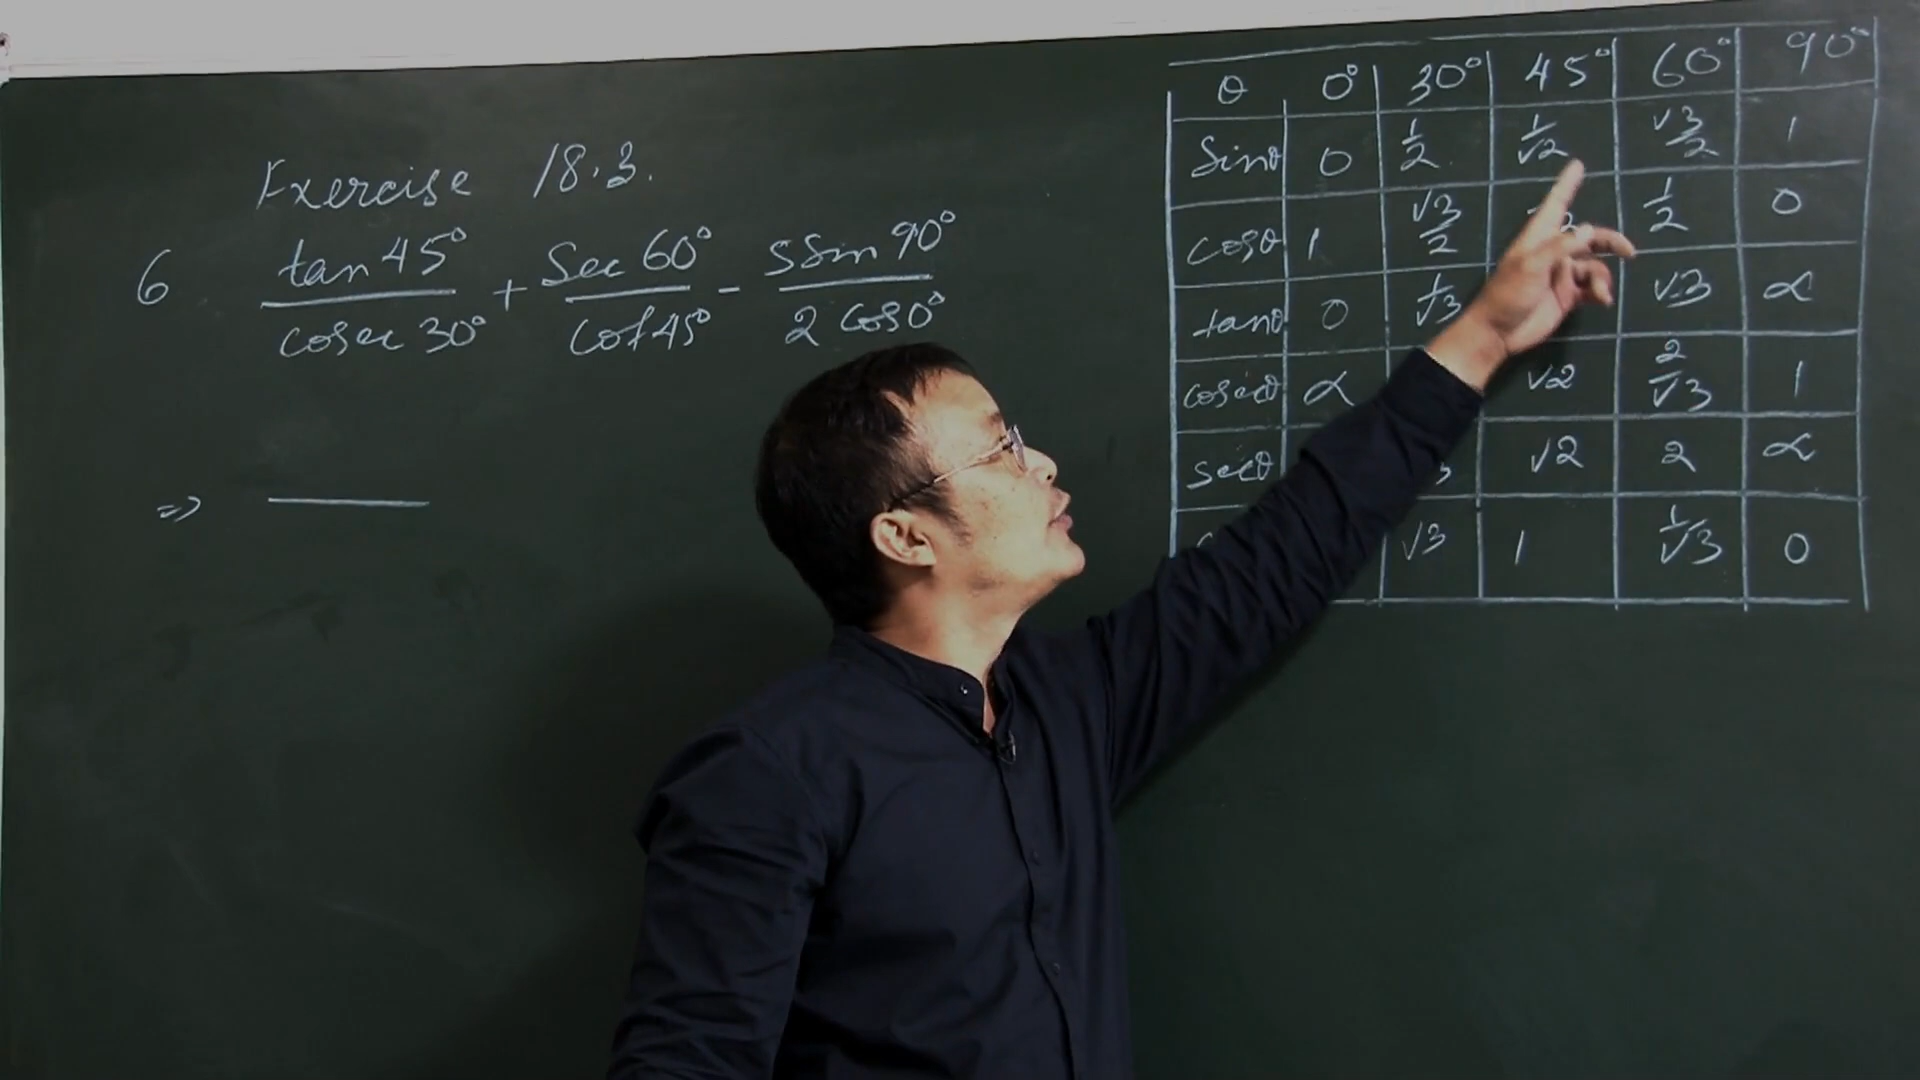 Exercise 18.3.
6 tan 45° / cosec 30° + Sec 60° / Cot 45° - 5Sin 90° / 2 Cos 0°
=>
θ 0° 30° 45° 60° 90°
Sinθ 0 1/2 1/√2 √3/2 1
Cosθ 1 √3/2 1/2 0
tanθ 0 1/√3 √3 α
Cosecθ α √2 2/√3 1
Secθ √2 2 α
√3 1 1/√3 0